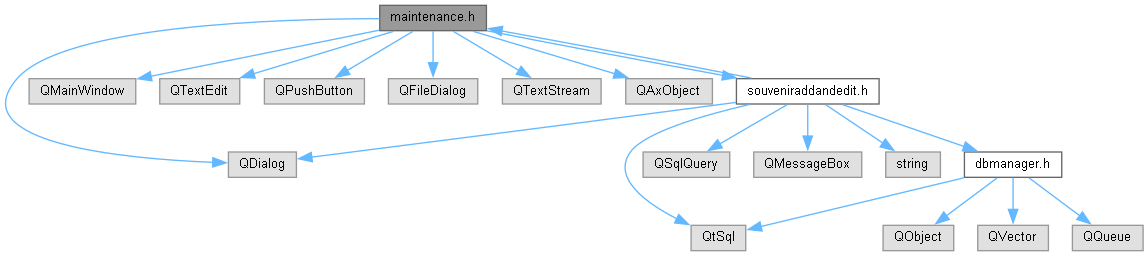 maintenance.h
QMainWindow
QTextEdit
QPushButton
QFileDialog
QTextStream
QAxObject
souveniraddandedit.h
QDialog
QSqlQuery
QMessageBox
string
dbmanager.h
QtSql
QObject
QVector
QQueue